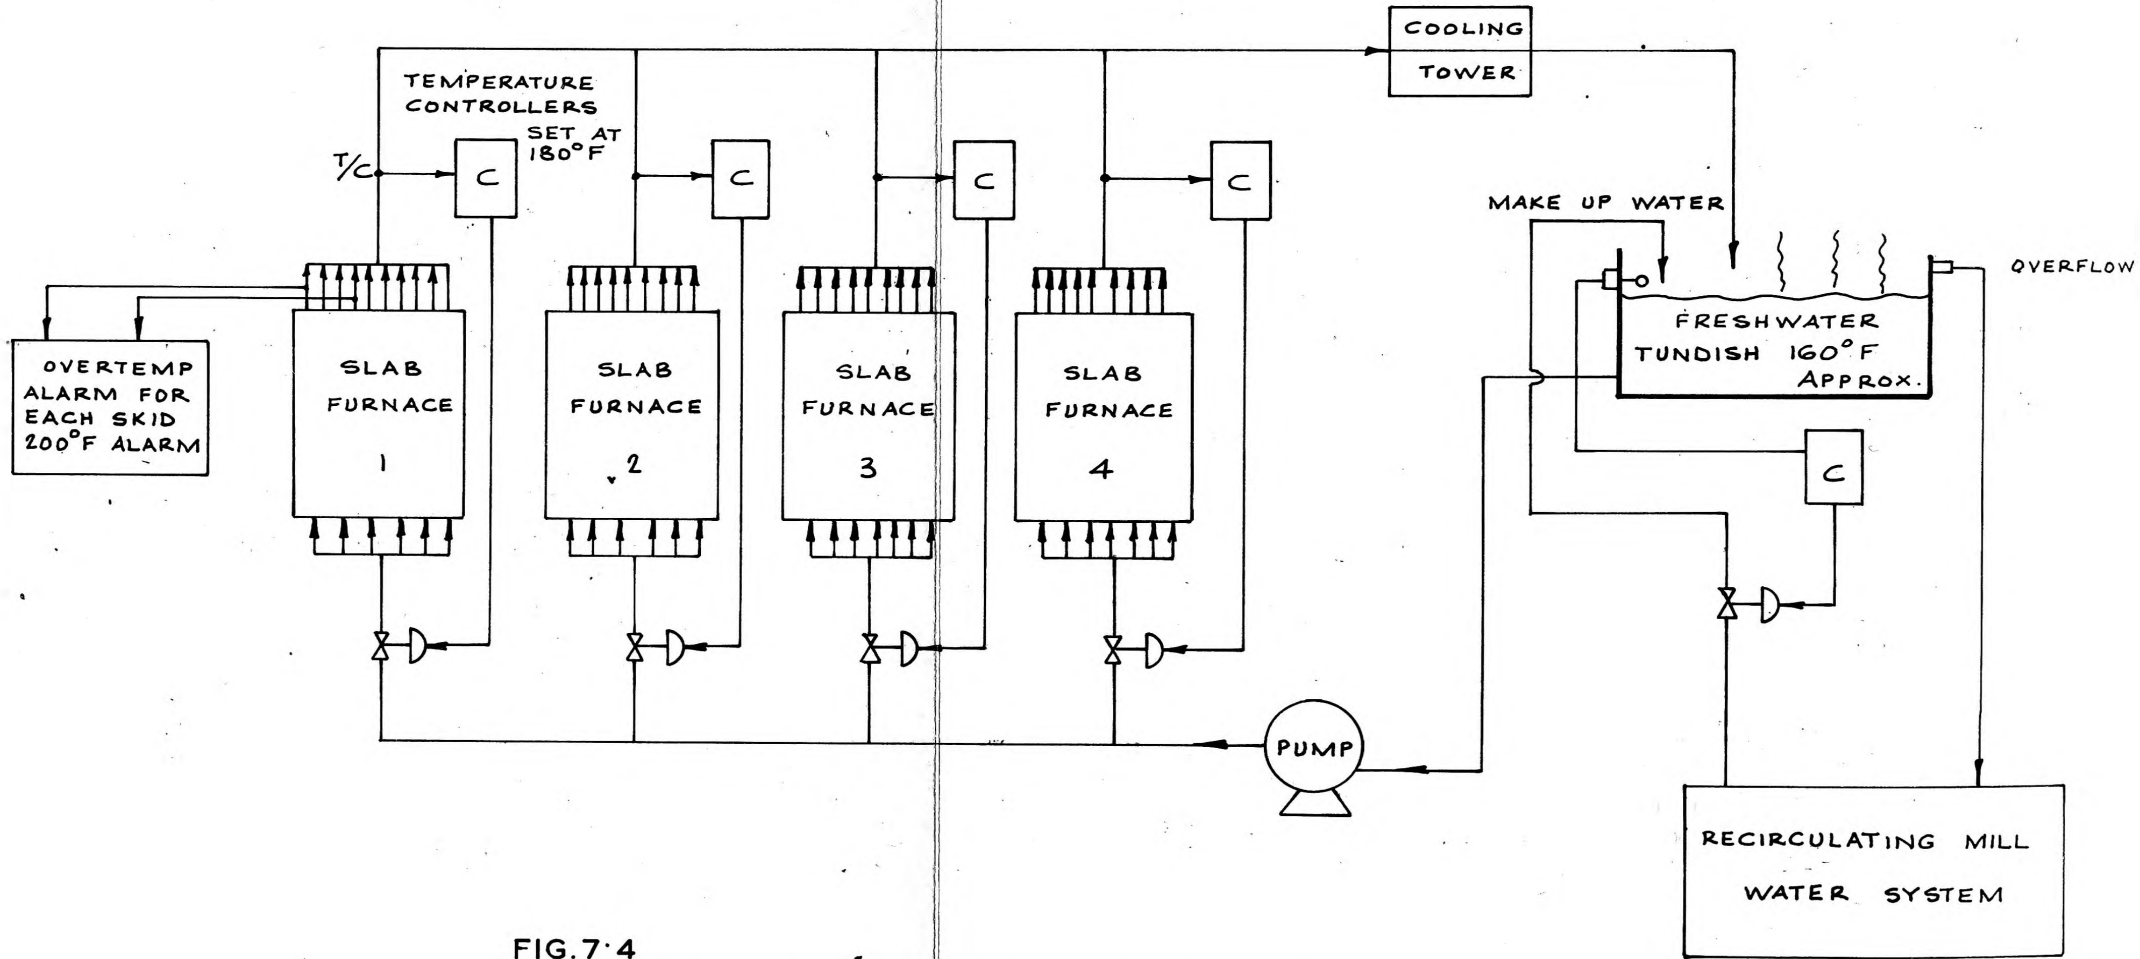 COOLING
TOWER
TEMPERATURE
CONTROLLERS
SET AT
180°F
T/C
C
C
C
C
MAKE UP WATER
OVERFLOW
FRESHWATER
TUNDISH 160°F
APPROX.
OVERTEMP
ALARM FOR
EACH SKID
200°F ALARM
SLAB
FURNACE
1
SLAB
FURNACE
2
SLAB
FURNACE
3
SLAB
FURNACE
4
C
PUMP
RECIRCULATING MILL
WATER SYSTEM
FIG.7·4